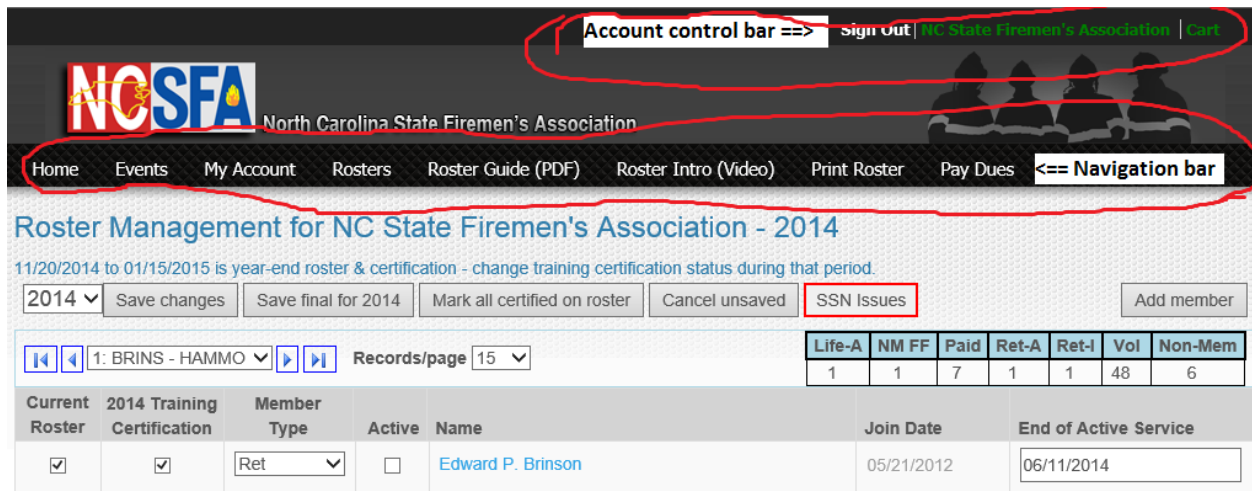 Account control bar ==> Sign Out | NC State Firemen's Association | Cart
NCSFA North Carolina State Firemen's Association
Home Events My Account Rosters Roster Guide (PDF) Roster Intro (Video) Print Roster Pay Dues <== Navigation bar
Roster Management for NC State Firemen's Association - 2014
11/20/2014 to 01/15/2015 is year-end roster & certification - change training certification status during that period.
2014 Save changes Save final for 2014 Mark all certified on roster Cancel unsaved SSN Issues Add member
1: BRINS - HAMMO Records/page 15
Life-A NM FF Paid Ret-A Ret-I Vol Non-Mem
1 1 7 1 1 48 6
Current Roster 2014 Training Certification Member Type Active Name Join Date End of Active Service
Ret Edward P. Brinson 05/21/2012 06/11/2014